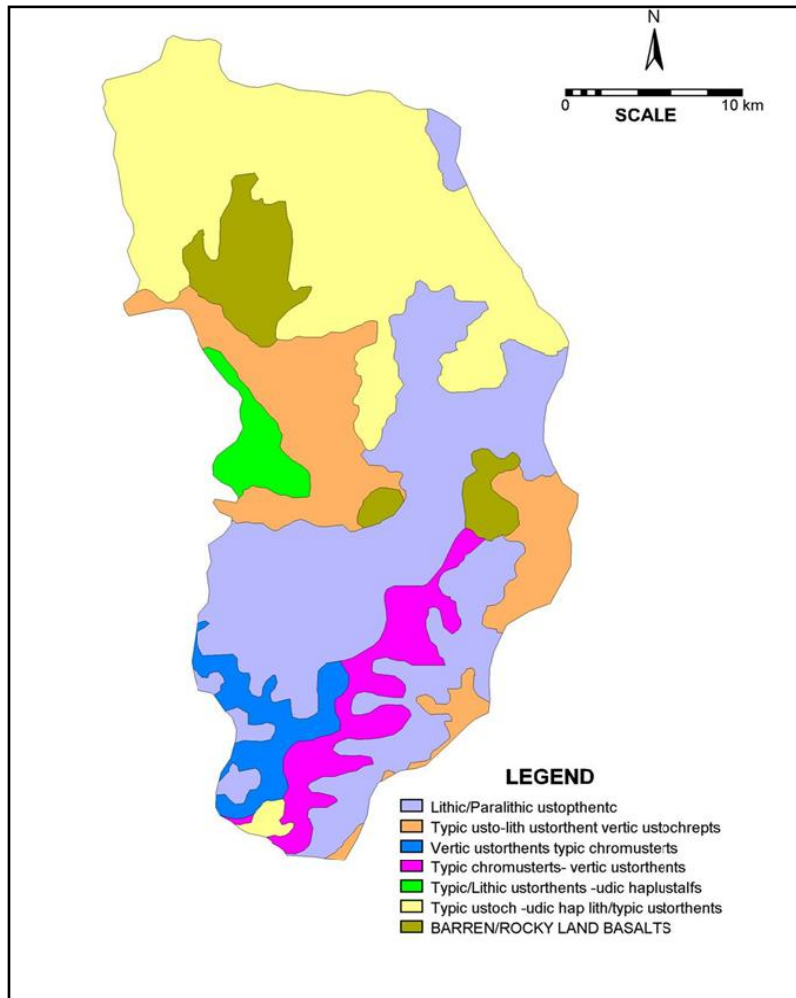 N
0 10 km
SCALE
LEGEND
Lithic/Paralithic ustopthentc
Typic usto-lith ustorthent vertic ustochrepts
Vertic ustorthents typic chromusterts
Typic chromusterts- vertic ustorthents
Typic/Lithic ustorthents -udic haplustalfs
Typic ustoch -udic hap lith/typic ustorthents
BARREN/ROCKY LAND BASALTS